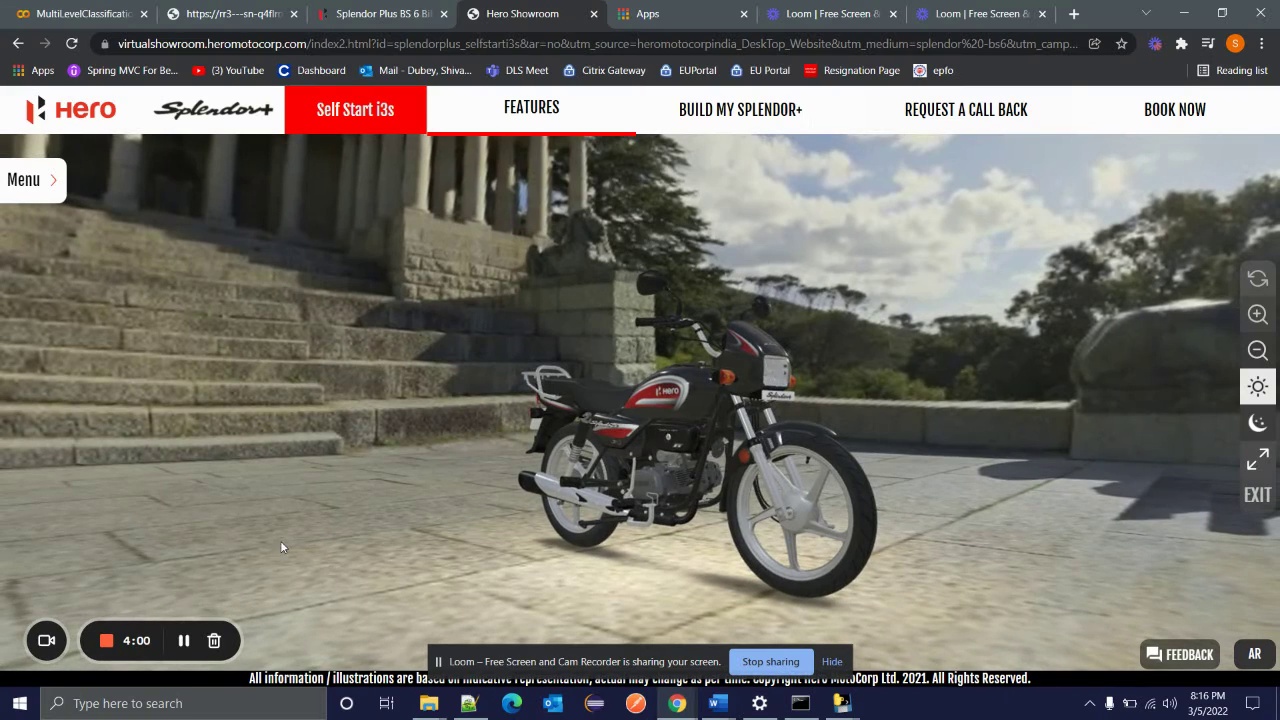 MultiLevelClassificatio
https://rr3---sn-q4flrn
Splendor Plus BS 6 Bi
Hero Showroom
Apps
Loom | Free Screen &
Loom | Free Screen &
virtualshowroom.heromotocorp.com/index2.html?id=splendorplus_selfstarti3s&ar=no&utm_source=heromotocorpindia_DeskTop_Website&utm_medium=splendor%20-bs6&utm_camp...
S
Apps
Spring MVC For Be...
(3) YouTube
Dashboard
Mail - Dubey, Shiva...
DLS Meet
Citrix Gateway
EUPortal
EU Portal
Resignation Page
epfo
Reading list
Hero
Splendor+
Self Start i3s
FEATURES
BUILD MY SPLENDOR+
REQUEST A CALL BACK
BOOK NOW
Menu
Hero
Splendor
EXIT
4:00
Loom – Free Screen and Cam Recorder is sharing your screen.
Stop sharing
Hide
FEEDBACK
AR
All information / illustrations are based on indicative representation, actual may change as per time. Copyright Hero MotoCorp Ltd. 2021. All Rights Reserved.
Type here to search
8:16 PM
3/5/2022